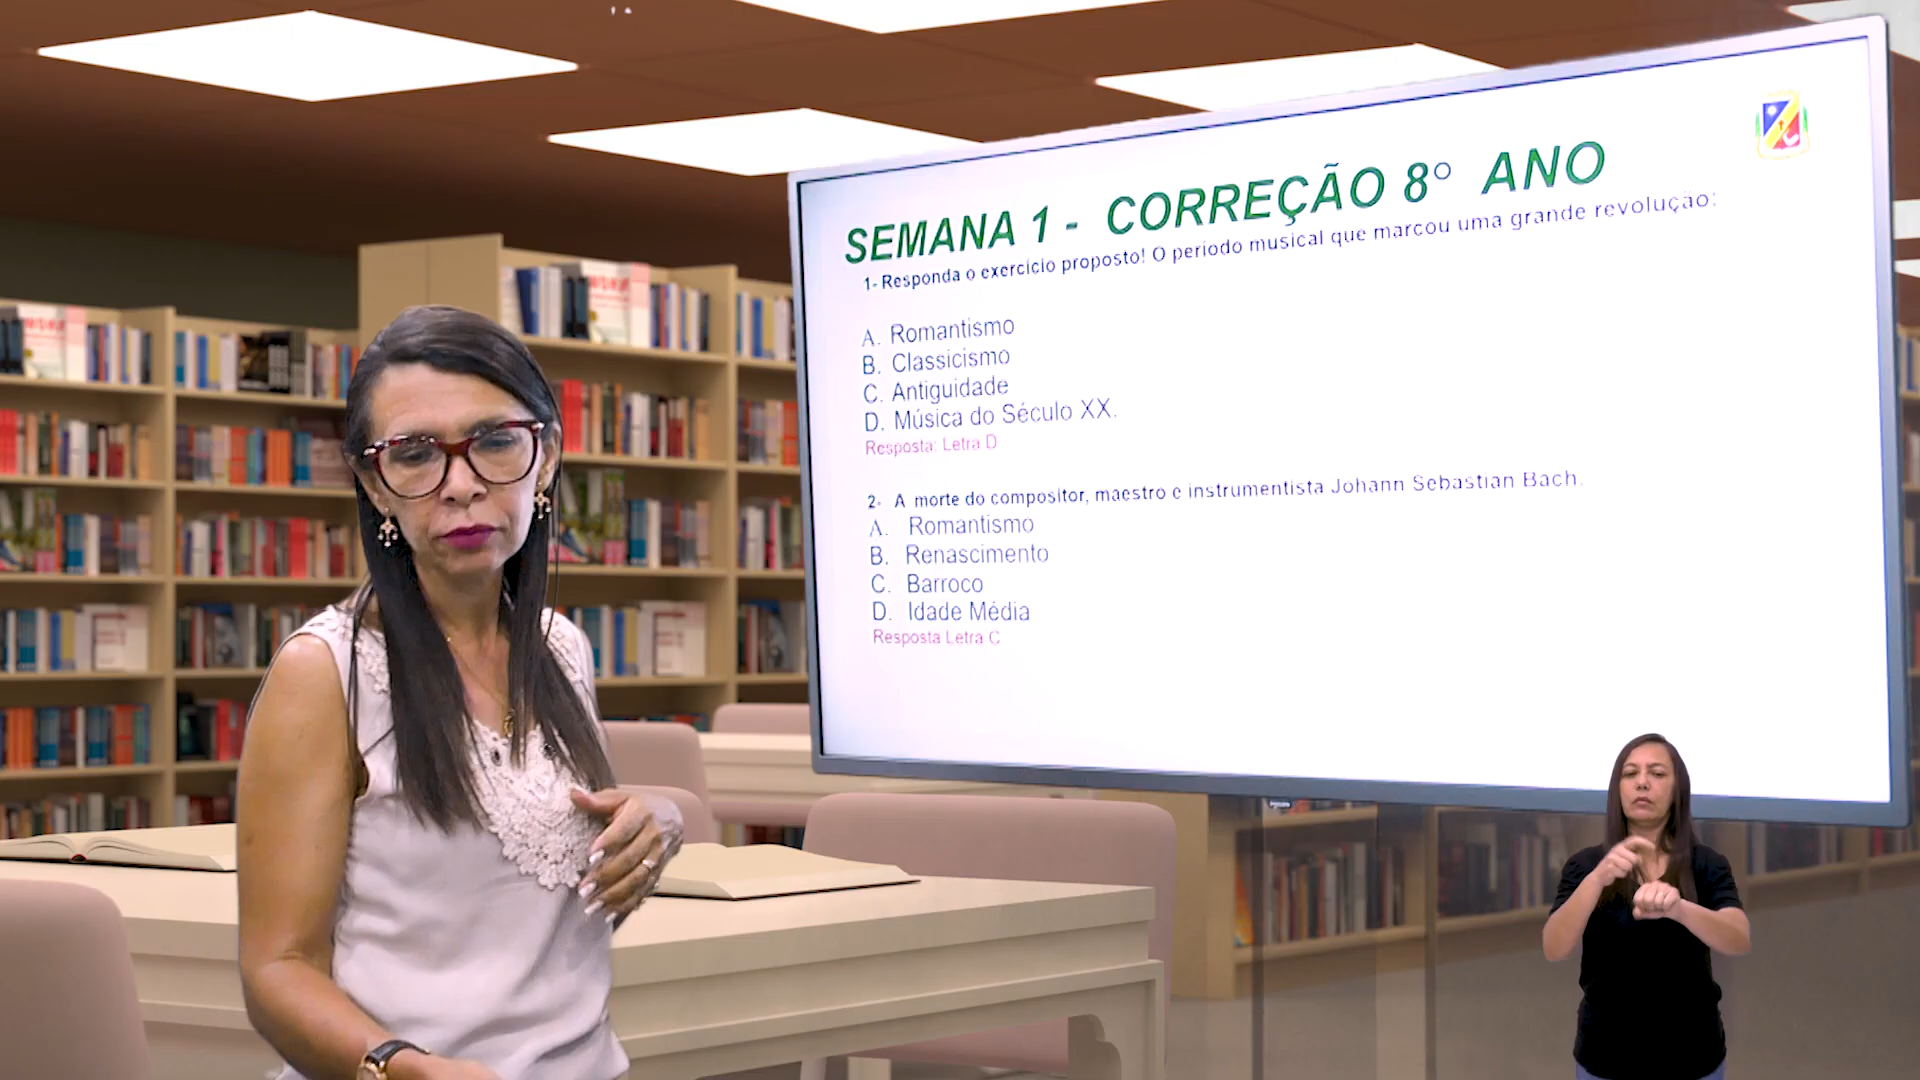 SEMANA 1 - CORREÇÃO 8° ANO
1- Responda o exercício proposto! O período musical que marcou uma grande revolução:
A. Romantismo
B. Classicismo
C. Antiguidade
D. Música do Século XX.
Resposta: Letra D
2- A morte do compositor, maestro e instrumentista Johann Sebastian Bach.
A. Romantismo
B. Renascimento
C. Barroco
D. Idade Média
Resposta Letra C